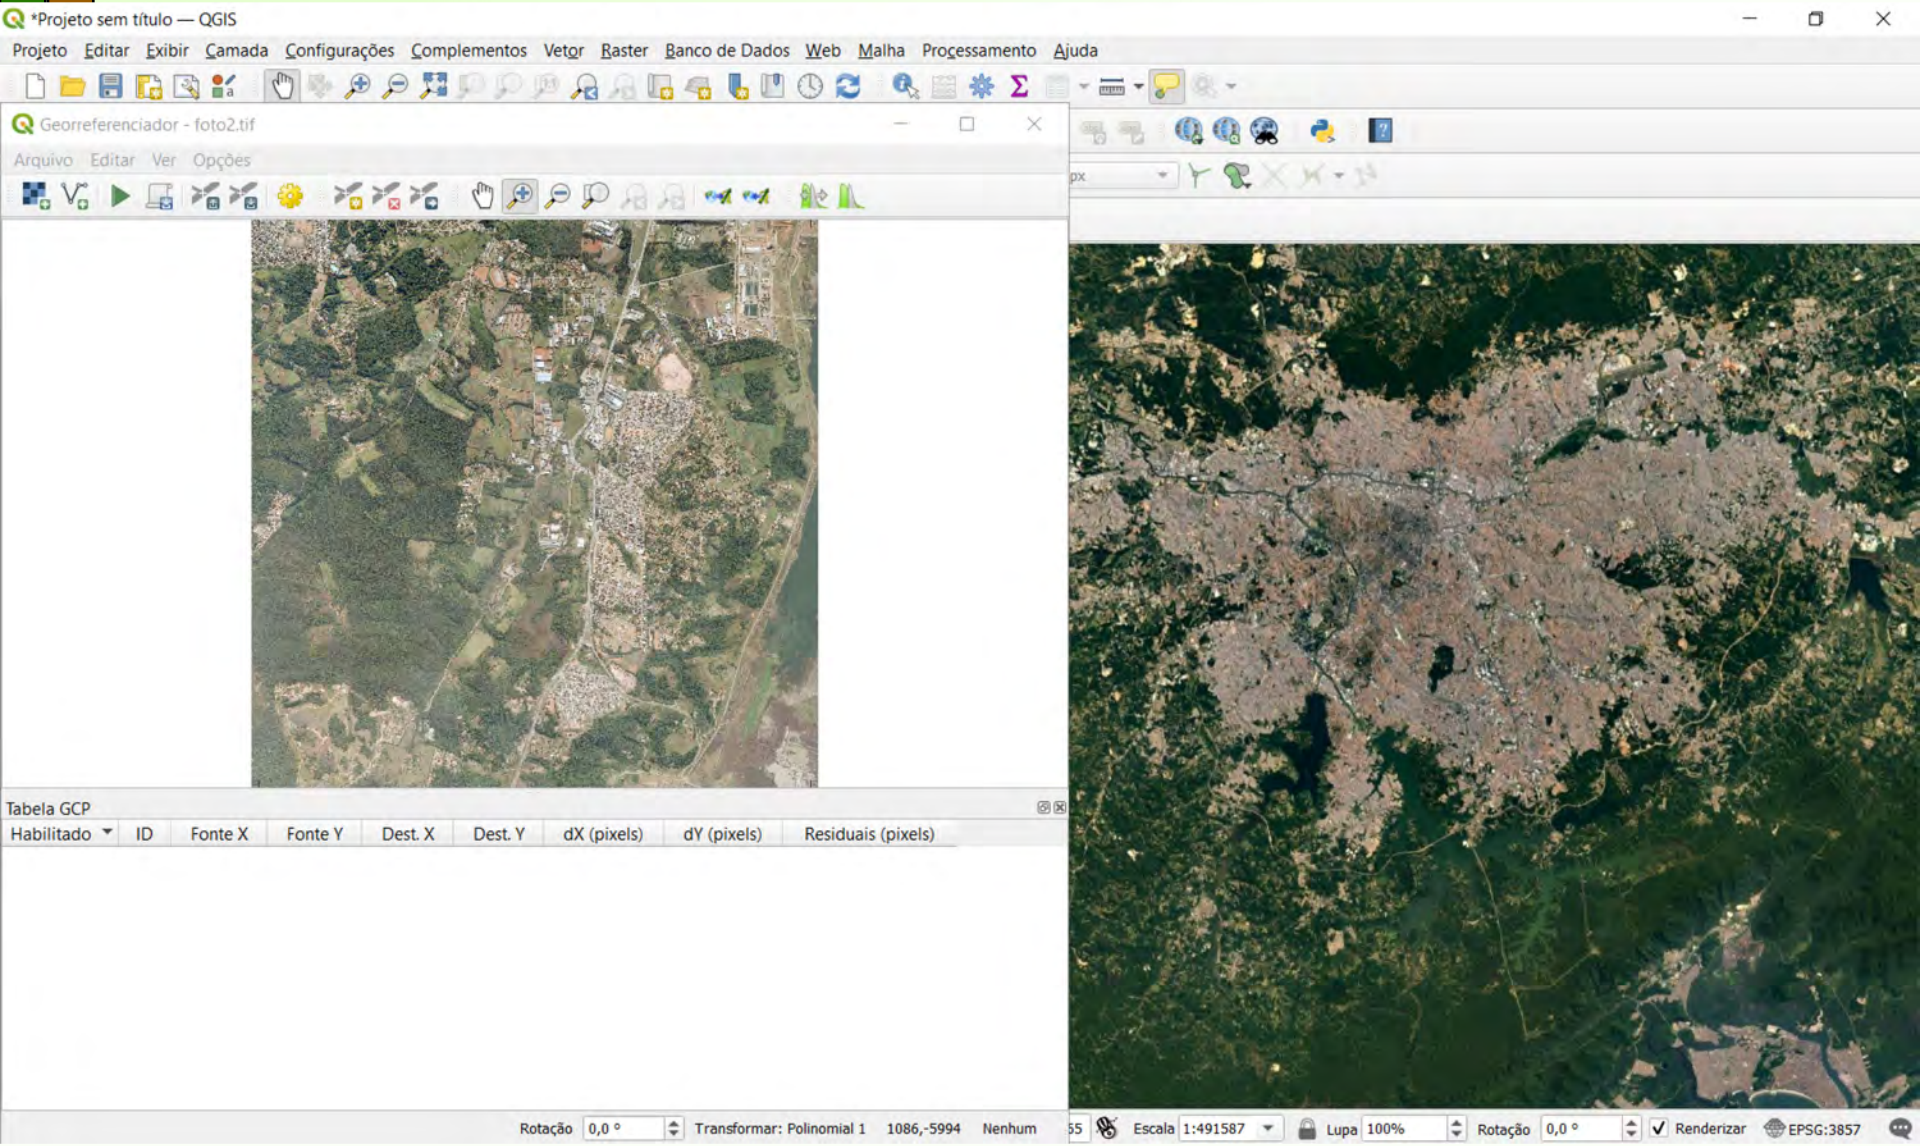 *Projeto sem título — QGIS
Projeto Editar Exibir Camada Configurações Complementos Vetor Raster Banco de Dados Web Malha Processamento Ajuda
Georreferenciador - foto2.tif
Arquivo Editar Ver Opções
px
Tabela GCP
Habilitado ID Fonte X Fonte Y Dest. X Dest. Y dX (pixels) dY (pixels) Residuais (pixels)
Rotação 0,0 ° Transformar: Polinomial 1 1086,-5994 Nenhum
55 Escala 1:491587 Lupa 100% Rotação 0,0 ° Renderizar EPSG:3857